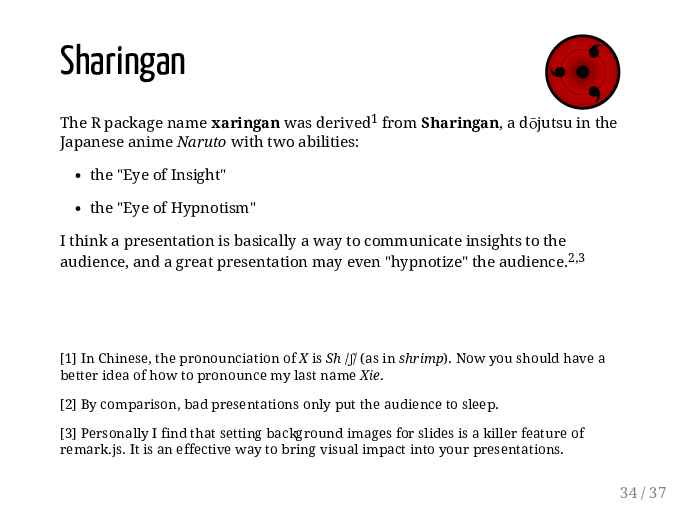 Sharingan
The R package name xaringan was derived1 from Sharingan, a dōjutsu in the
Japanese anime Naruto with two abilities:
• the "Eye of Insight"
• the "Eye of Hypnotism"
I think a presentation is basically a way to communicate insights to the
audience, and a great presentation may even "hypnotize" the audience.2,3
[1] In Chinese, the pronounciation of X is Sh /ʃ/ (as in shrimp). Now you should have a
better idea of how to pronounce my last name Xie.
[2] By comparison, bad presentations only put the audience to sleep.
[3] Personally I find that setting background images for slides is a killer feature of
remark.js. It is an effective way to bring visual impact into your presentations.
34 / 37